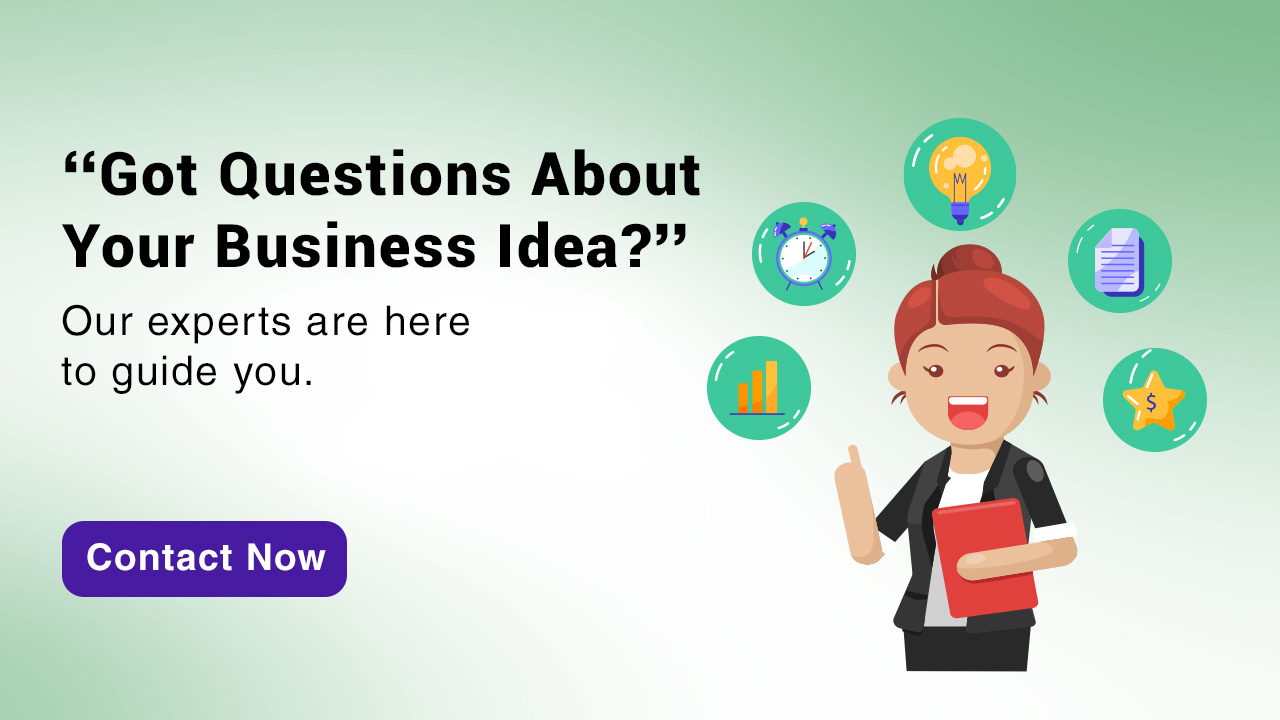 “Got Questions About
Your Business Idea?”
Our experts are here
to guide you.
Contact Now
$